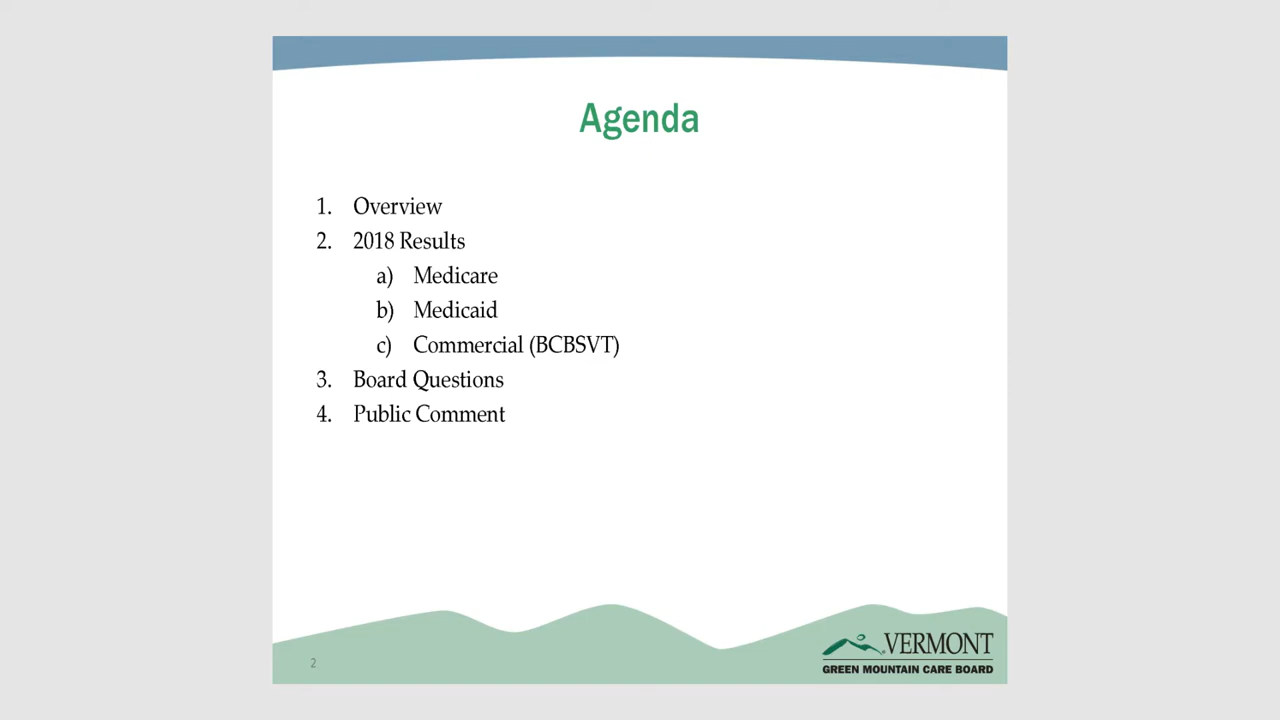 Agenda
1. Overview
2. 2018 Results
a) Medicare
b) Medicaid
c) Commercial (BCBSVT)
3. Board Questions
4. Public Comment
2
VERMONT
GREEN MOUNTAIN CARE BOARD